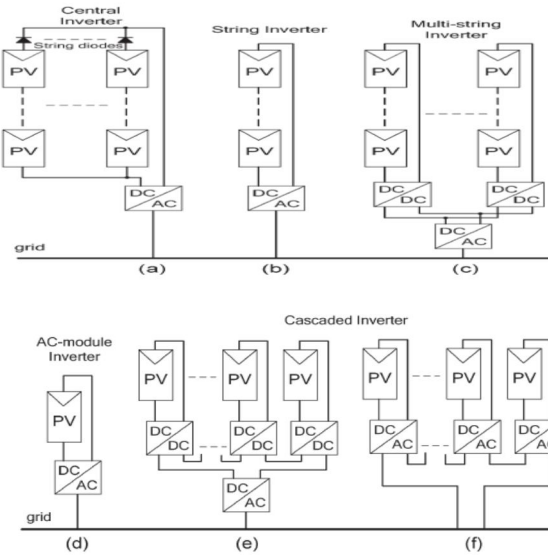 Central
Inverter
String diodes
PV PV
PV PV
DC
AC
(a)
String Inverter
PV
PV
DC
AC
(b)
Multi-string
Inverter
PV PV
PV PV
DC DC
DC DC
DC
AC
(c)
grid
AC-module
Inverter
PV
DC
AC
(d)
Cascaded Inverter
PV PV PV
DC DC DC
DC DC DC
DC
AC
(e)
PV PV PV
DC DC DC
AC AC AC
(f)
grid